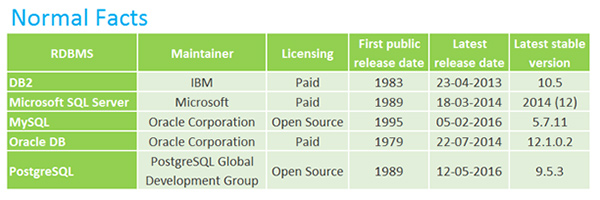 Normal Facts
RDBMS Maintainer Licensing First public release date Latest release date Latest stable version
DB2 IBM Paid 1983 23-04-2013 10.5
Microsoft SQL Server Microsoft Paid 1989 18-03-2014 2014 (12)
MySQL Oracle Corporation Open Source 1995 05-02-2016 5.7.11
Oracle DB Oracle Corporation Paid 1979 22-07-2014 12.1.0.2
PostgreSQL PostgreSQL Global Development Group Open Source 1989 12-05-2016 9.5.3